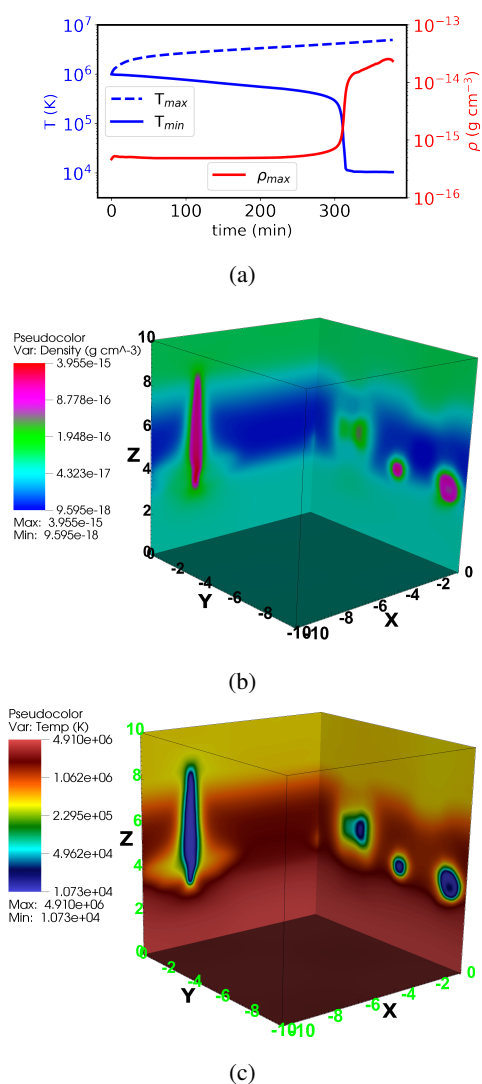 10^7
10^6
10^5
10^4
T (K)
T_max
T_min
ρ_max
10^-13
10^-14
10^-15
10^-16
ρ (g cm^-3)
0 100 200 300
time (min)
(a)
Pseudocolor
Var: Density (g cm^-3)
3.955e-15
8.778e-16
1.948e-16
4.323e-17
9.595e-18
Max: 3.955e-15
Min: 9.595e-18
10
8
6
Z
4
2
0
0 -2 -4 -6 -8 -10
Y
-10 -8 -6 -4 -2 0
X
(b)
Pseudocolor
Var: Temp (K)
4.910e+06
1.062e+06
2.295e+05
4.962e+04
1.073e+04
Max: 4.910e+06
Min: 1.073e+04
10
8
6
Z
4
2
0
0 -2 -4 -6 -8 -10
Y
-10 -8 -6 -4 -2 0
X
(c)